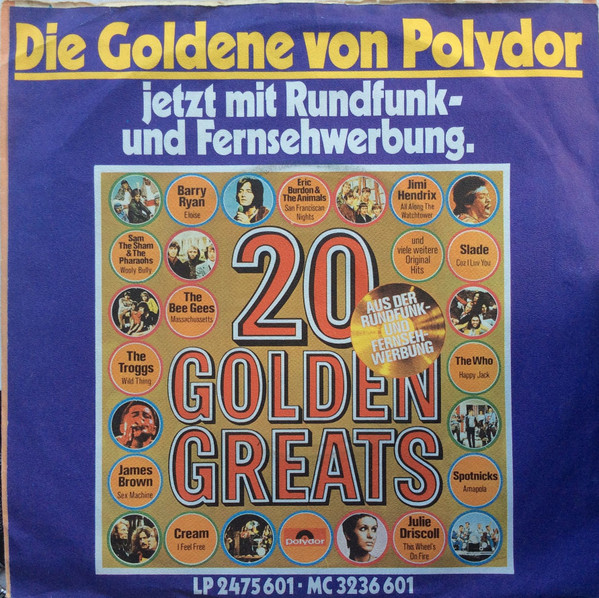 Die Goldene von Polydor
jetzt mit Rundfunk-
und Fernsehwerbung.
Barry
Ryan
Eloise
Eric
Burdon &
The Animals
San Franciscan
Nights
Jimi
Hendrix
All Along The
Watchtower
Sam
The Sham
& The
Pharaohs
Wooly Bully
und
viele weitere
Original
Hits
Slade
Coz I Luv You
The
Bee Gees
Massachussetts
20
GOLDEN
GREATS
AUS DER
RUNDFUNK-
UND
FERNSEH-
WERBUNG
The
Troggs
Wild Thing
The Who
Happy Jack
James
Brown
Sex Machine
Spotnicks
Amapola
Cream
I Feel Free
polydor
Julie
Driscoll
This Wheel's
On Fire
LP 2475 601 · MC 3236 601